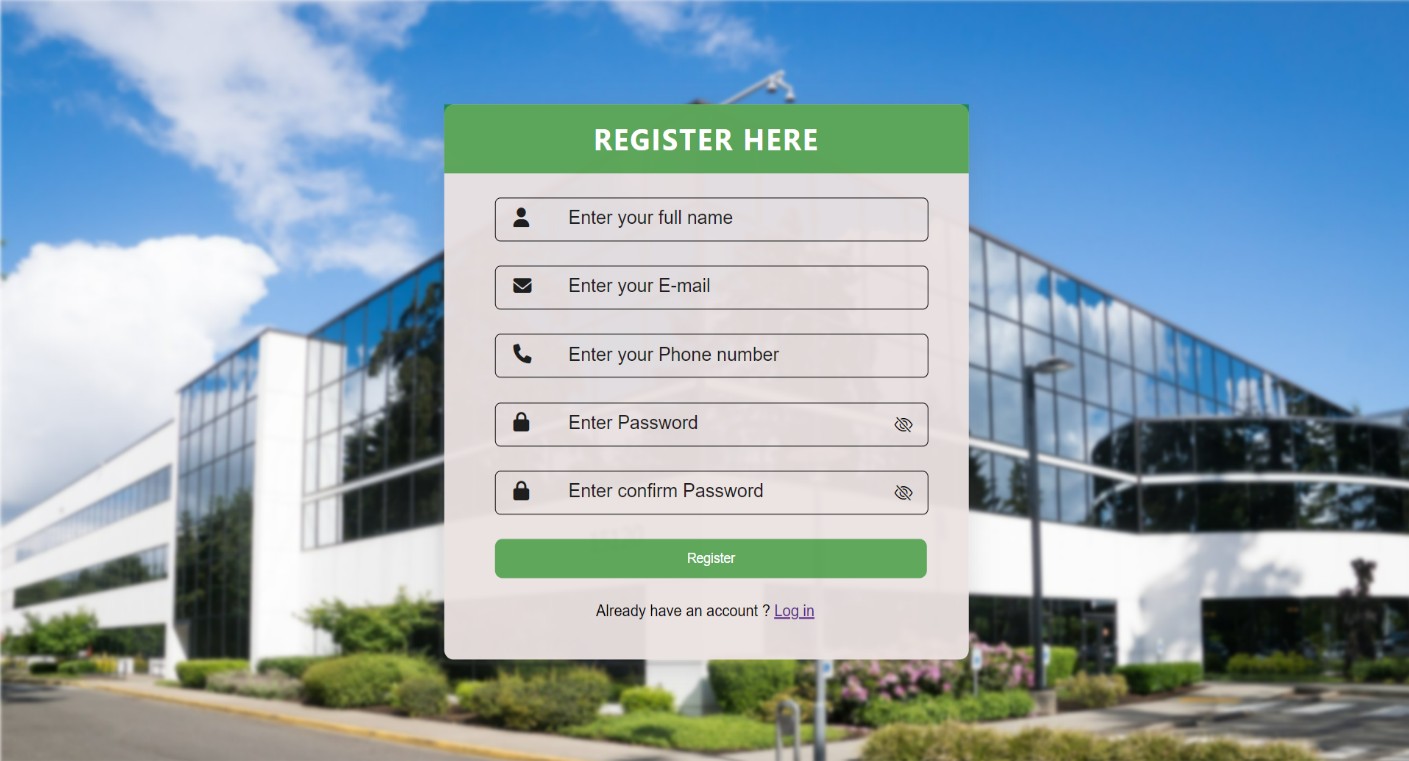 REGISTER HERE
Enter your full name
Enter your E-mail
Enter your Phone number
Enter Password
Enter confirm Password
Register
Already have an account ? Log in